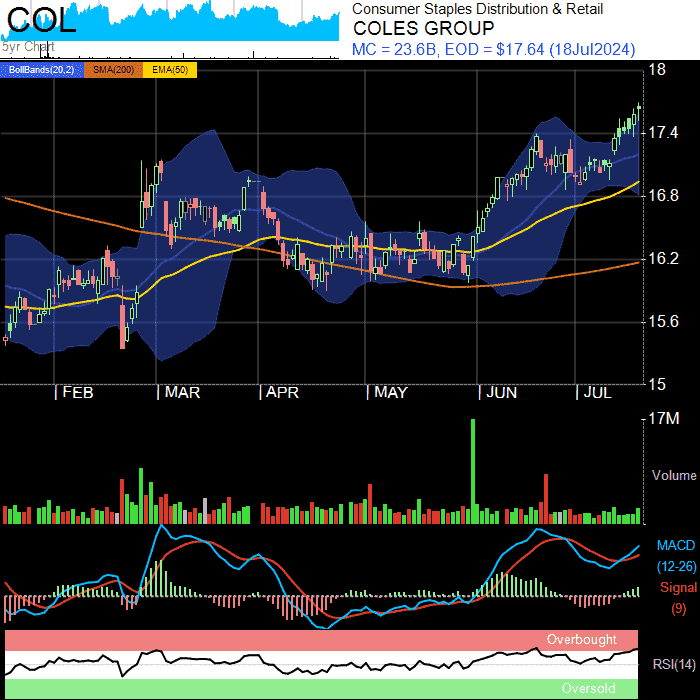 COL
5yr Chart
Consumer Staples Distribution & Retail
COLES GROUP
MC = 23.6B, EOD = $17.64 (18Jul2024)
BollBands(20,2) SMA(200) EMA(50)
18
17.4
16.8
16.2
15.6
15
FEB MAR APR MAY JUN JUL
17M
Volume
MACD
(12-26)
Signal
(9)
Overbought
RSI(14)
Oversold